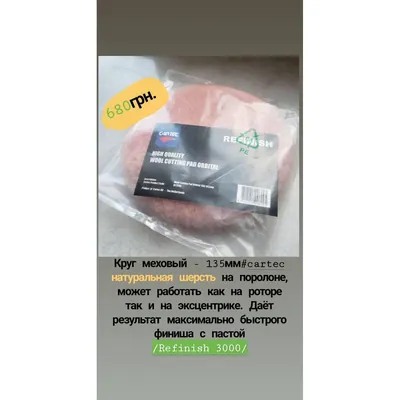 680грн.
CARTEC
REFINISH
PE
HIGH QUALITY
WOOL CUTTING PAD ORBITAL
Круг меховый - 135мм#cartec
натуральная шерсть на поролоне,
может работать как на роторе
так и на эксцентрике. Даёт
результат максимально быстрого
финиша с пастой
/Refinish 3000/